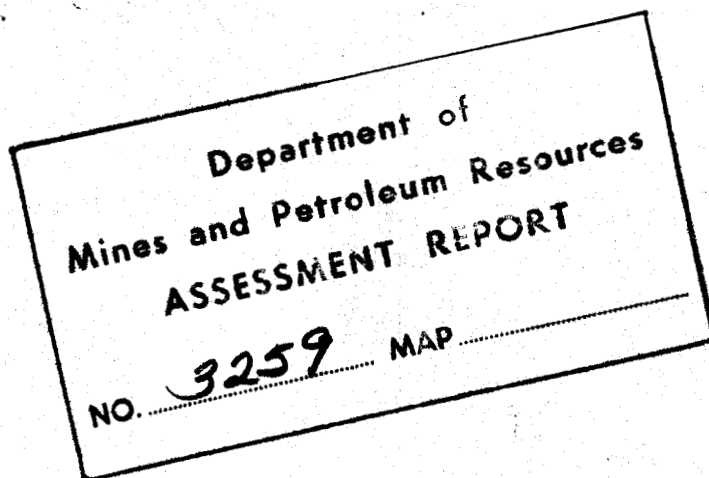 Department of
Mines and Petroleum Resources
ASSESSMENT REPORT
NO. 3259 MAP